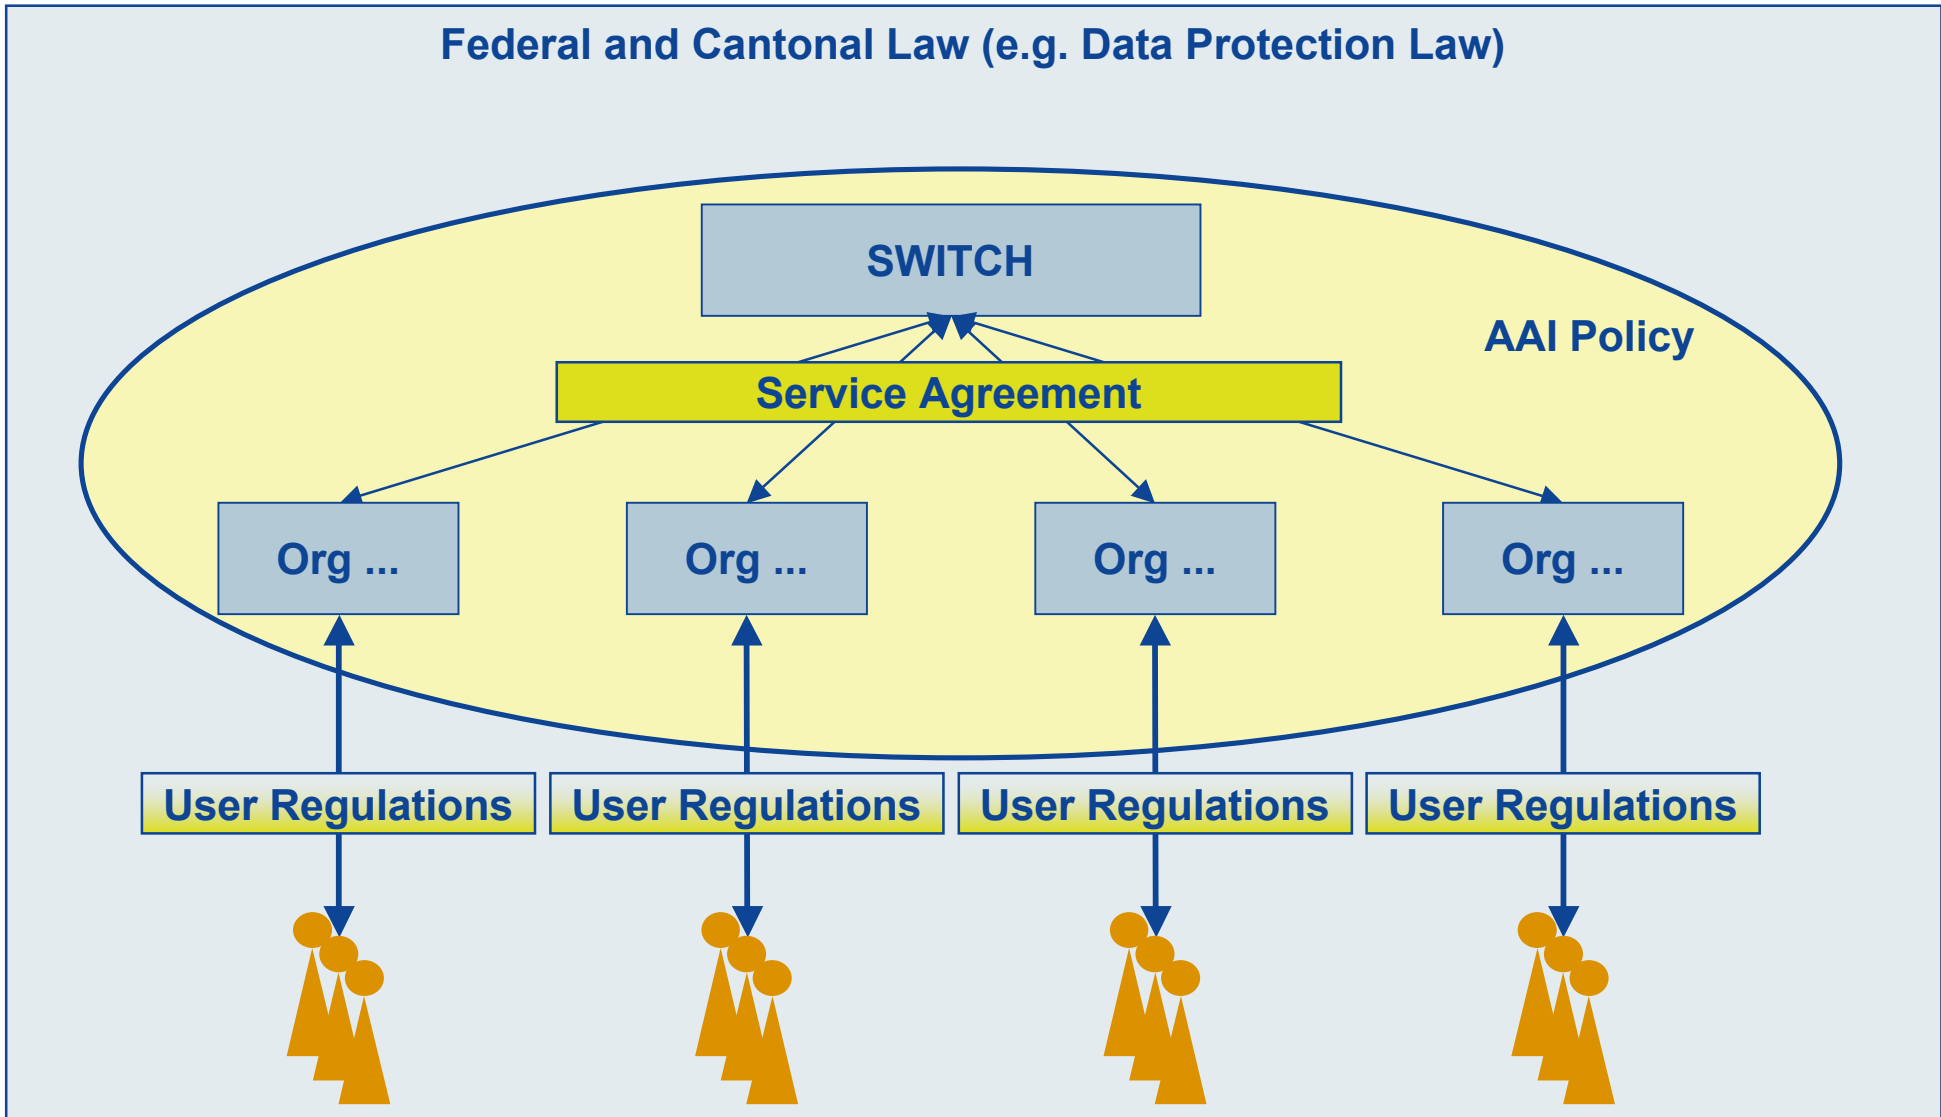 Federal and Cantonal Law (e.g. Data Protection Law)
SWITCH
AAI Policy
Service Agreement
Org ...
Org ...
Org ...
Org ...
User Regulations
User Regulations
User Regulations
User Regulations